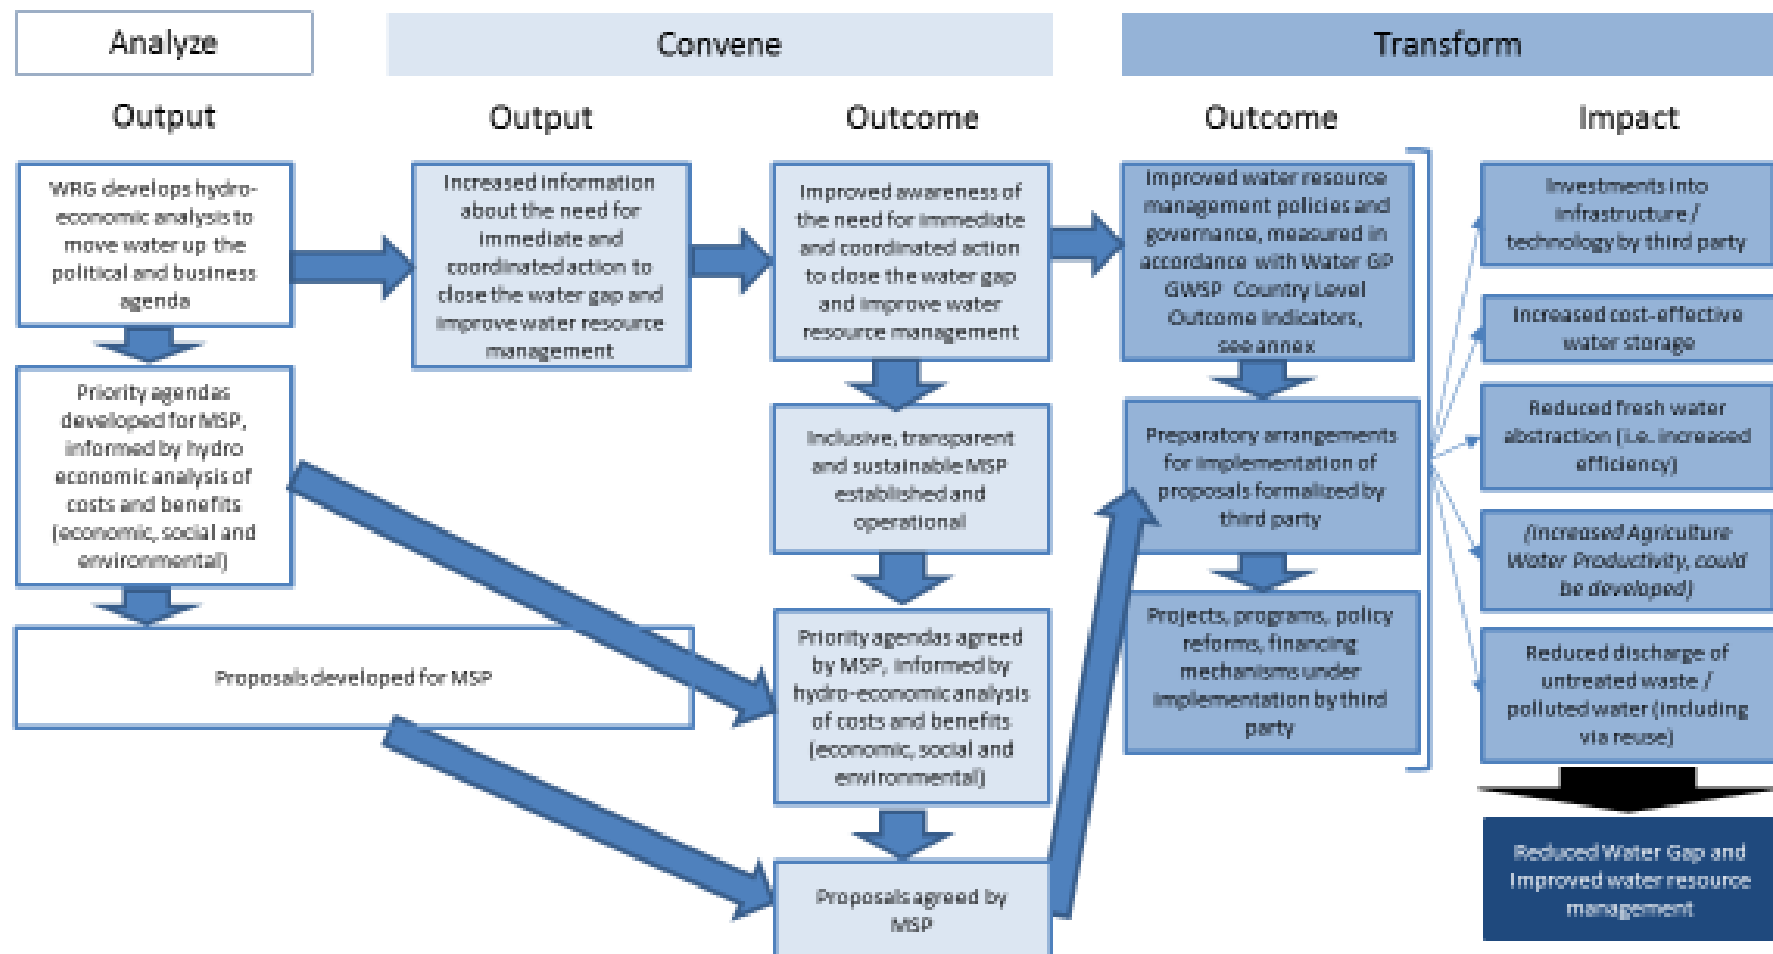 Analyze
Convene
Transform
Output
Output
Outcome
Outcome
Impact
WRG develops hydro-
economic analysis to
move water up the
political and business
agenda
Priority agendas
developed for MSP,
informed by hydro
economic analysis of
costs and benefits
(economic, social and
environmental)
Proposals developed for MSP
Increased information
about the need for
immediate and
coordinated action to
close the water gap and
improve water resource
management
Improved awareness of
the need for immediate
and coordinated action
to close the water gap
and improve water
resource management
Inclusive, transparent
and sustainable MSP
established and
operational
Priority agendas agreed
by MSP, informed by
hydro-economic analysis
of costs and benefits
(economic, social and
environmental)
Proposals agreed by
MSP
Improved water resource
management policies and
governance, measured in
accordance with Water GP
GWSP Country Level
Outcome Indicators,
see annex
Preparatory arrangements
for implementation of
proposals formalized by
third party
Projects, programs, policy
reforms, financing
mechanisms under
implementation by third
party
Investments into
infrastructure /
technology by third party
Increased cost-effective
water storage
Reduced fresh water
abstraction (i.e. increased
efficiency)
(Increased Agriculture
Water Productivity, could
be developed)
Reduced discharge of
untreated waste /
polluted water (including
via reuse)
Reduced Water Gap and
Improved water resource
management